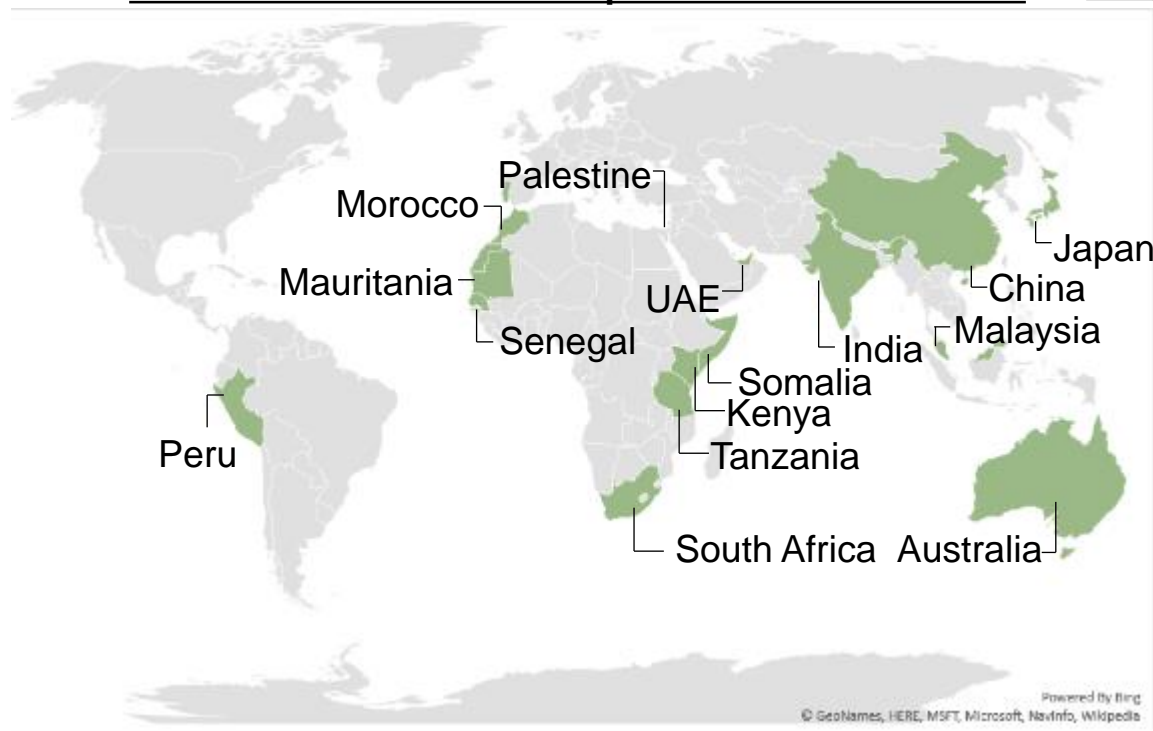 Palestine
Morocco
Japan
Mauritania
UAE
China
Malaysia
Senegal
India
Somalia
Kenya
Peru
Tanzania
South Africa
Australia
Powered by Bing
© GeoNames, HERE, MSFT, Microsoft, NavInfo, Wikipedia